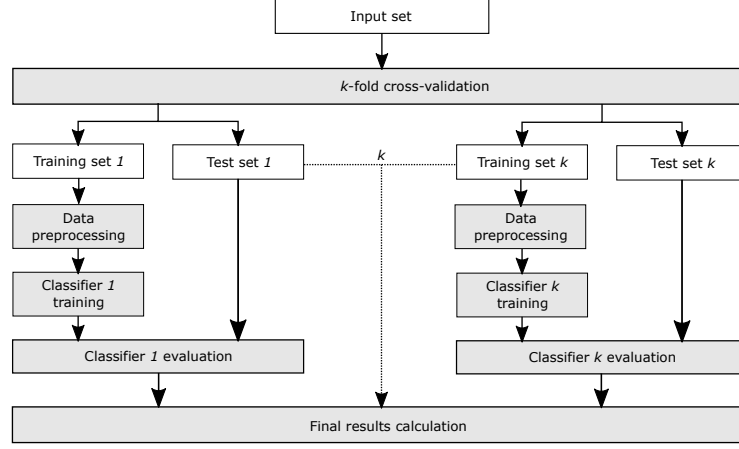 Input set
k-fold cross-validation
Training set 1
Test set 1
k
Training set k
Test set k
Data
preprocessing
Data
preprocessing
Classifier 1
training
Classifier k
training
Classifier 1 evaluation
Classifier k evaluation
Final results calculation